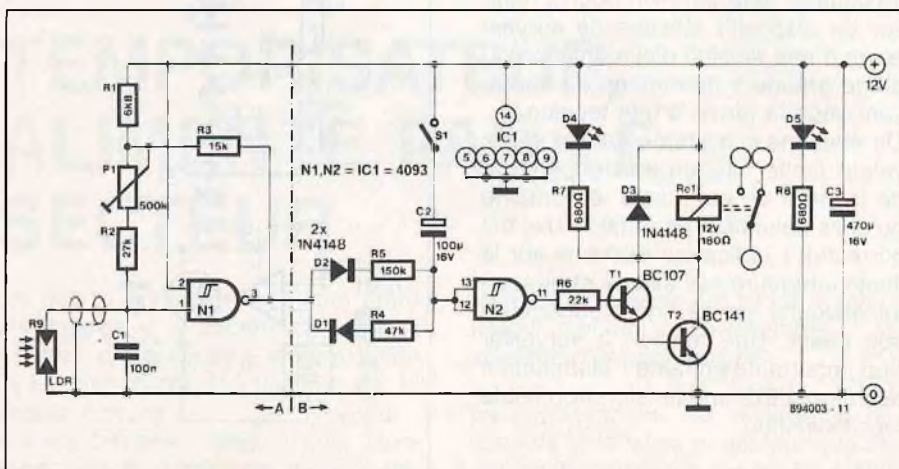 R1
6k8
R3
15k
P1
500k
R2
27k
R9
LDR
C1
100n
2
1
N1
3
A
B
2x
1N4148
D2
R5
150k
D1
R4
47k
S1
N1,N2 = IC1 = 4093
C2
100µ
16V
14
IC1
5 6 7 8 9
13
12
N2
11
R6
22k
D4
R7
680Ω
D3
1N4148
T1
BC107
T2
BC141
Re1
12V
180Ω
D5
R8
680Ω
C3
470µ
16V
+
12V
0
894003 - 11